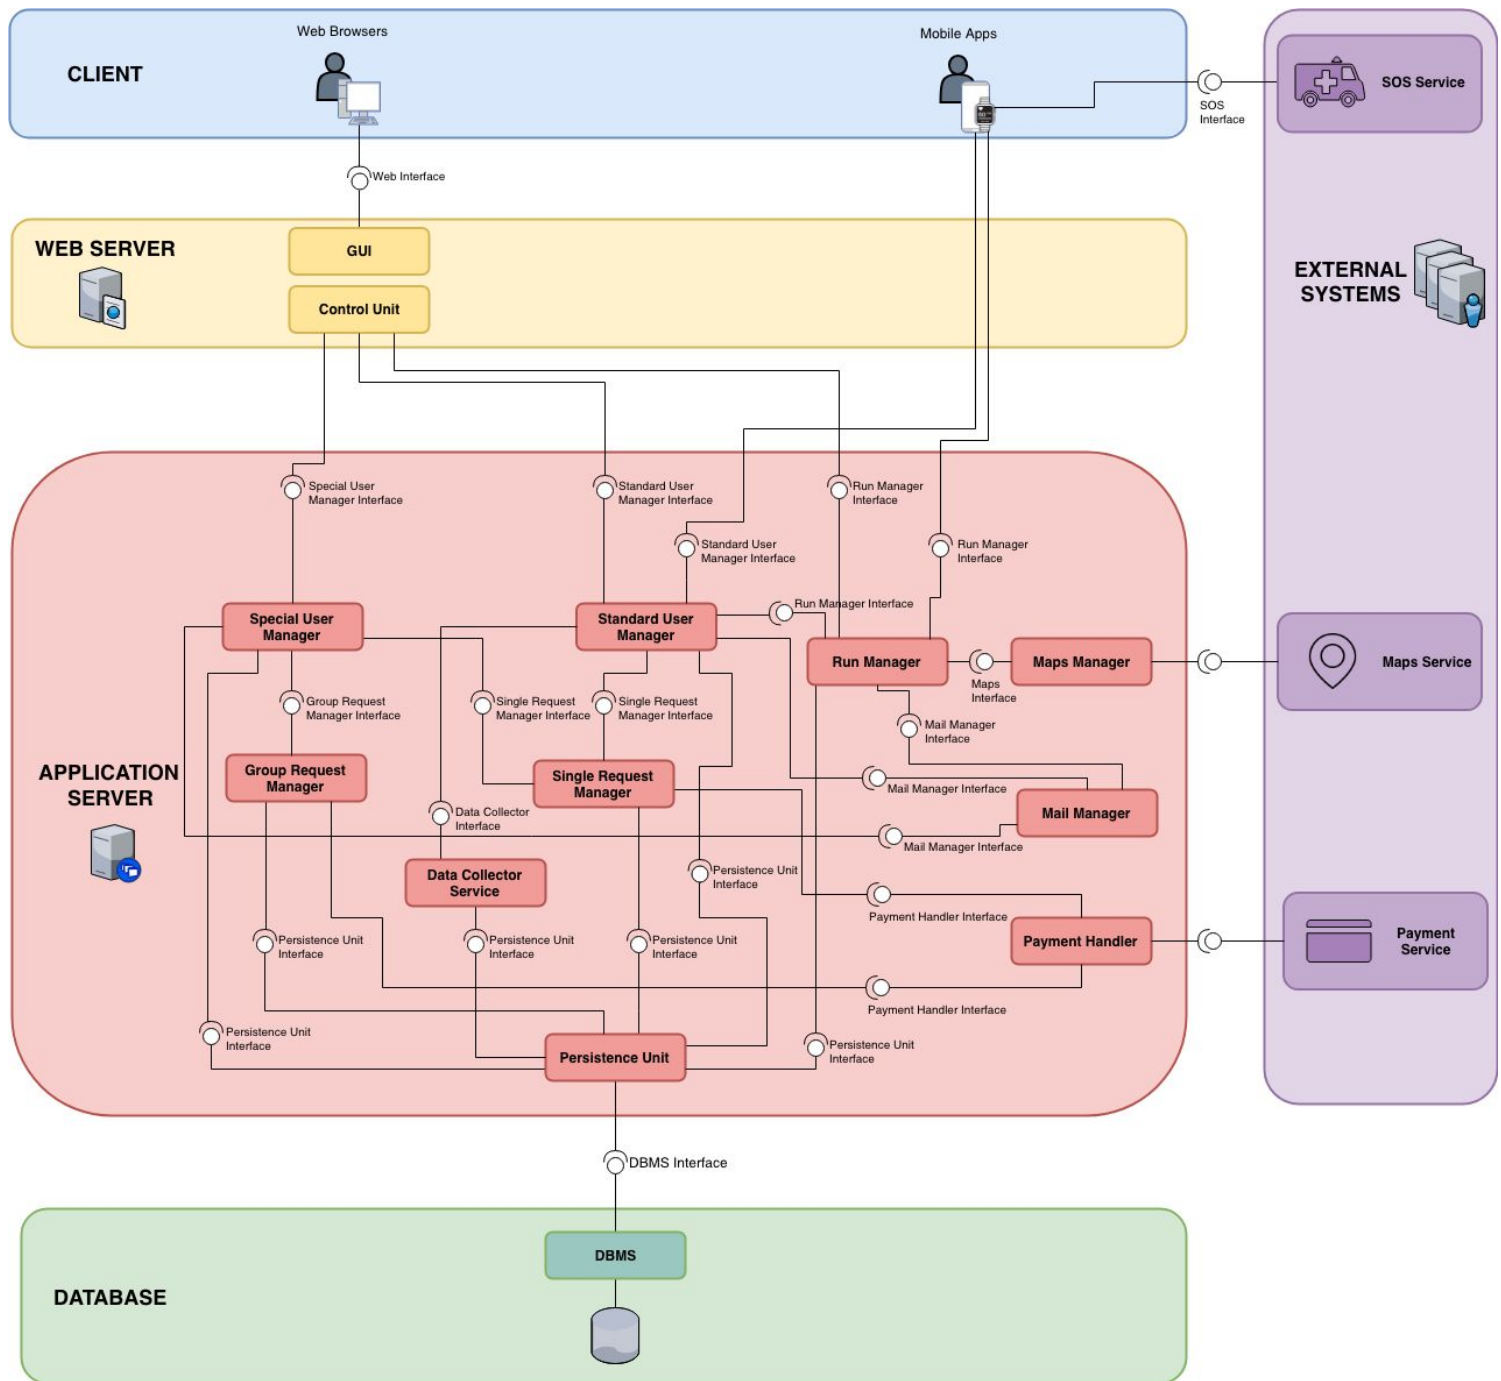 Web Browsers
Mobile Apps
CLIENT
SOS Service
SOS
Interface
Web Interface
WEB SERVER
GUI
Control Unit
EXTERNAL
SYSTEMS
Special User
Manager Interface
Standard User
Manager Interface
Run Manager
Interface
Standard User
Manager Interface
Run Manager
Interface
Run Manager Interface
Special User
Manager
Standard User
Manager
Run Manager
Maps Manager
Maps Service
Maps
Interface
Group Request
Manager Interface
Single Request
Manager Interface
Single Request
Manager Interface
Mail Manager
Interface
APPLICATION
SERVER
Group Request
Manager
Single Request
Manager
Mail Manager Interface
Mail Manager
Data Collector
Interface
Mail Manager Interface
Data Collector
Service
Persistence Unit
Interface
Payment Handler Interface
Payment Handler
Payment
Service
Persistence Unit
Interface
Persistence Unit
Interface
Persistence Unit
Interface
Payment Handler Interface
Persistence Unit
Interface
Persistence Unit
Persistence Unit
Interface
DBMS Interface
DBMS
DATABASE